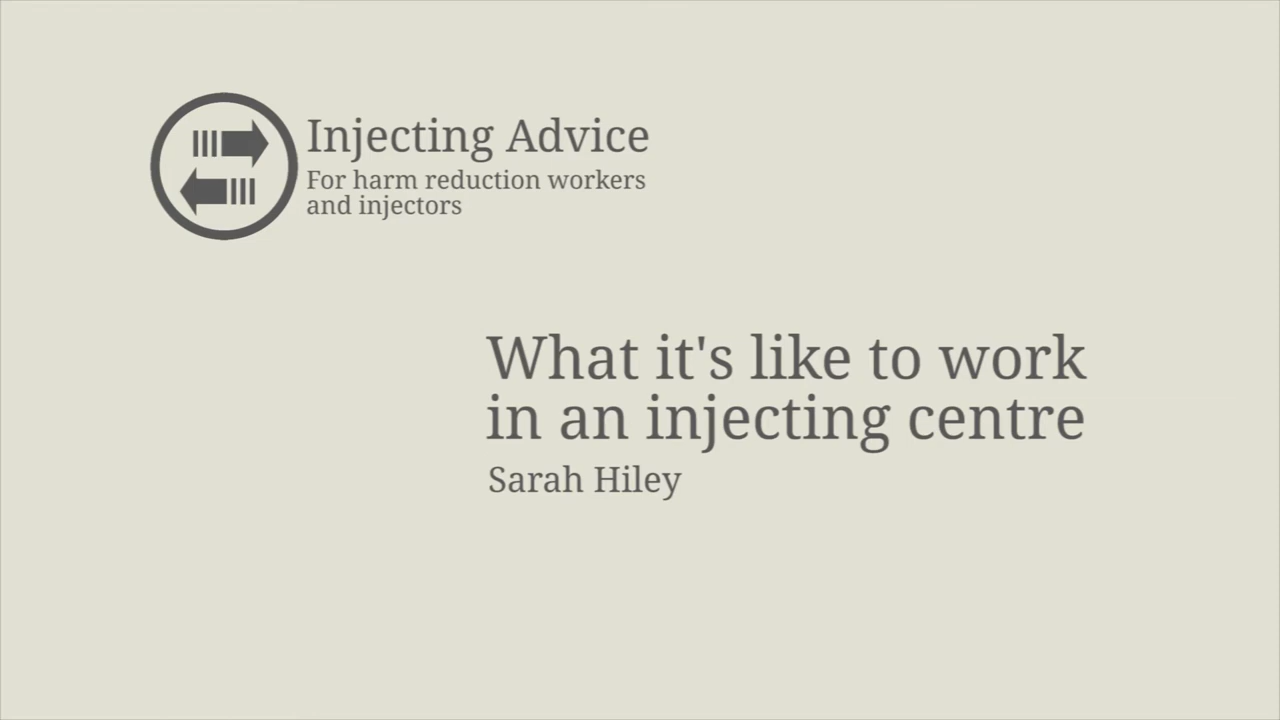 Injecting Advice
For harm reduction workers
and injectors
What it's like to work
in an injecting centre
Sarah Hiley